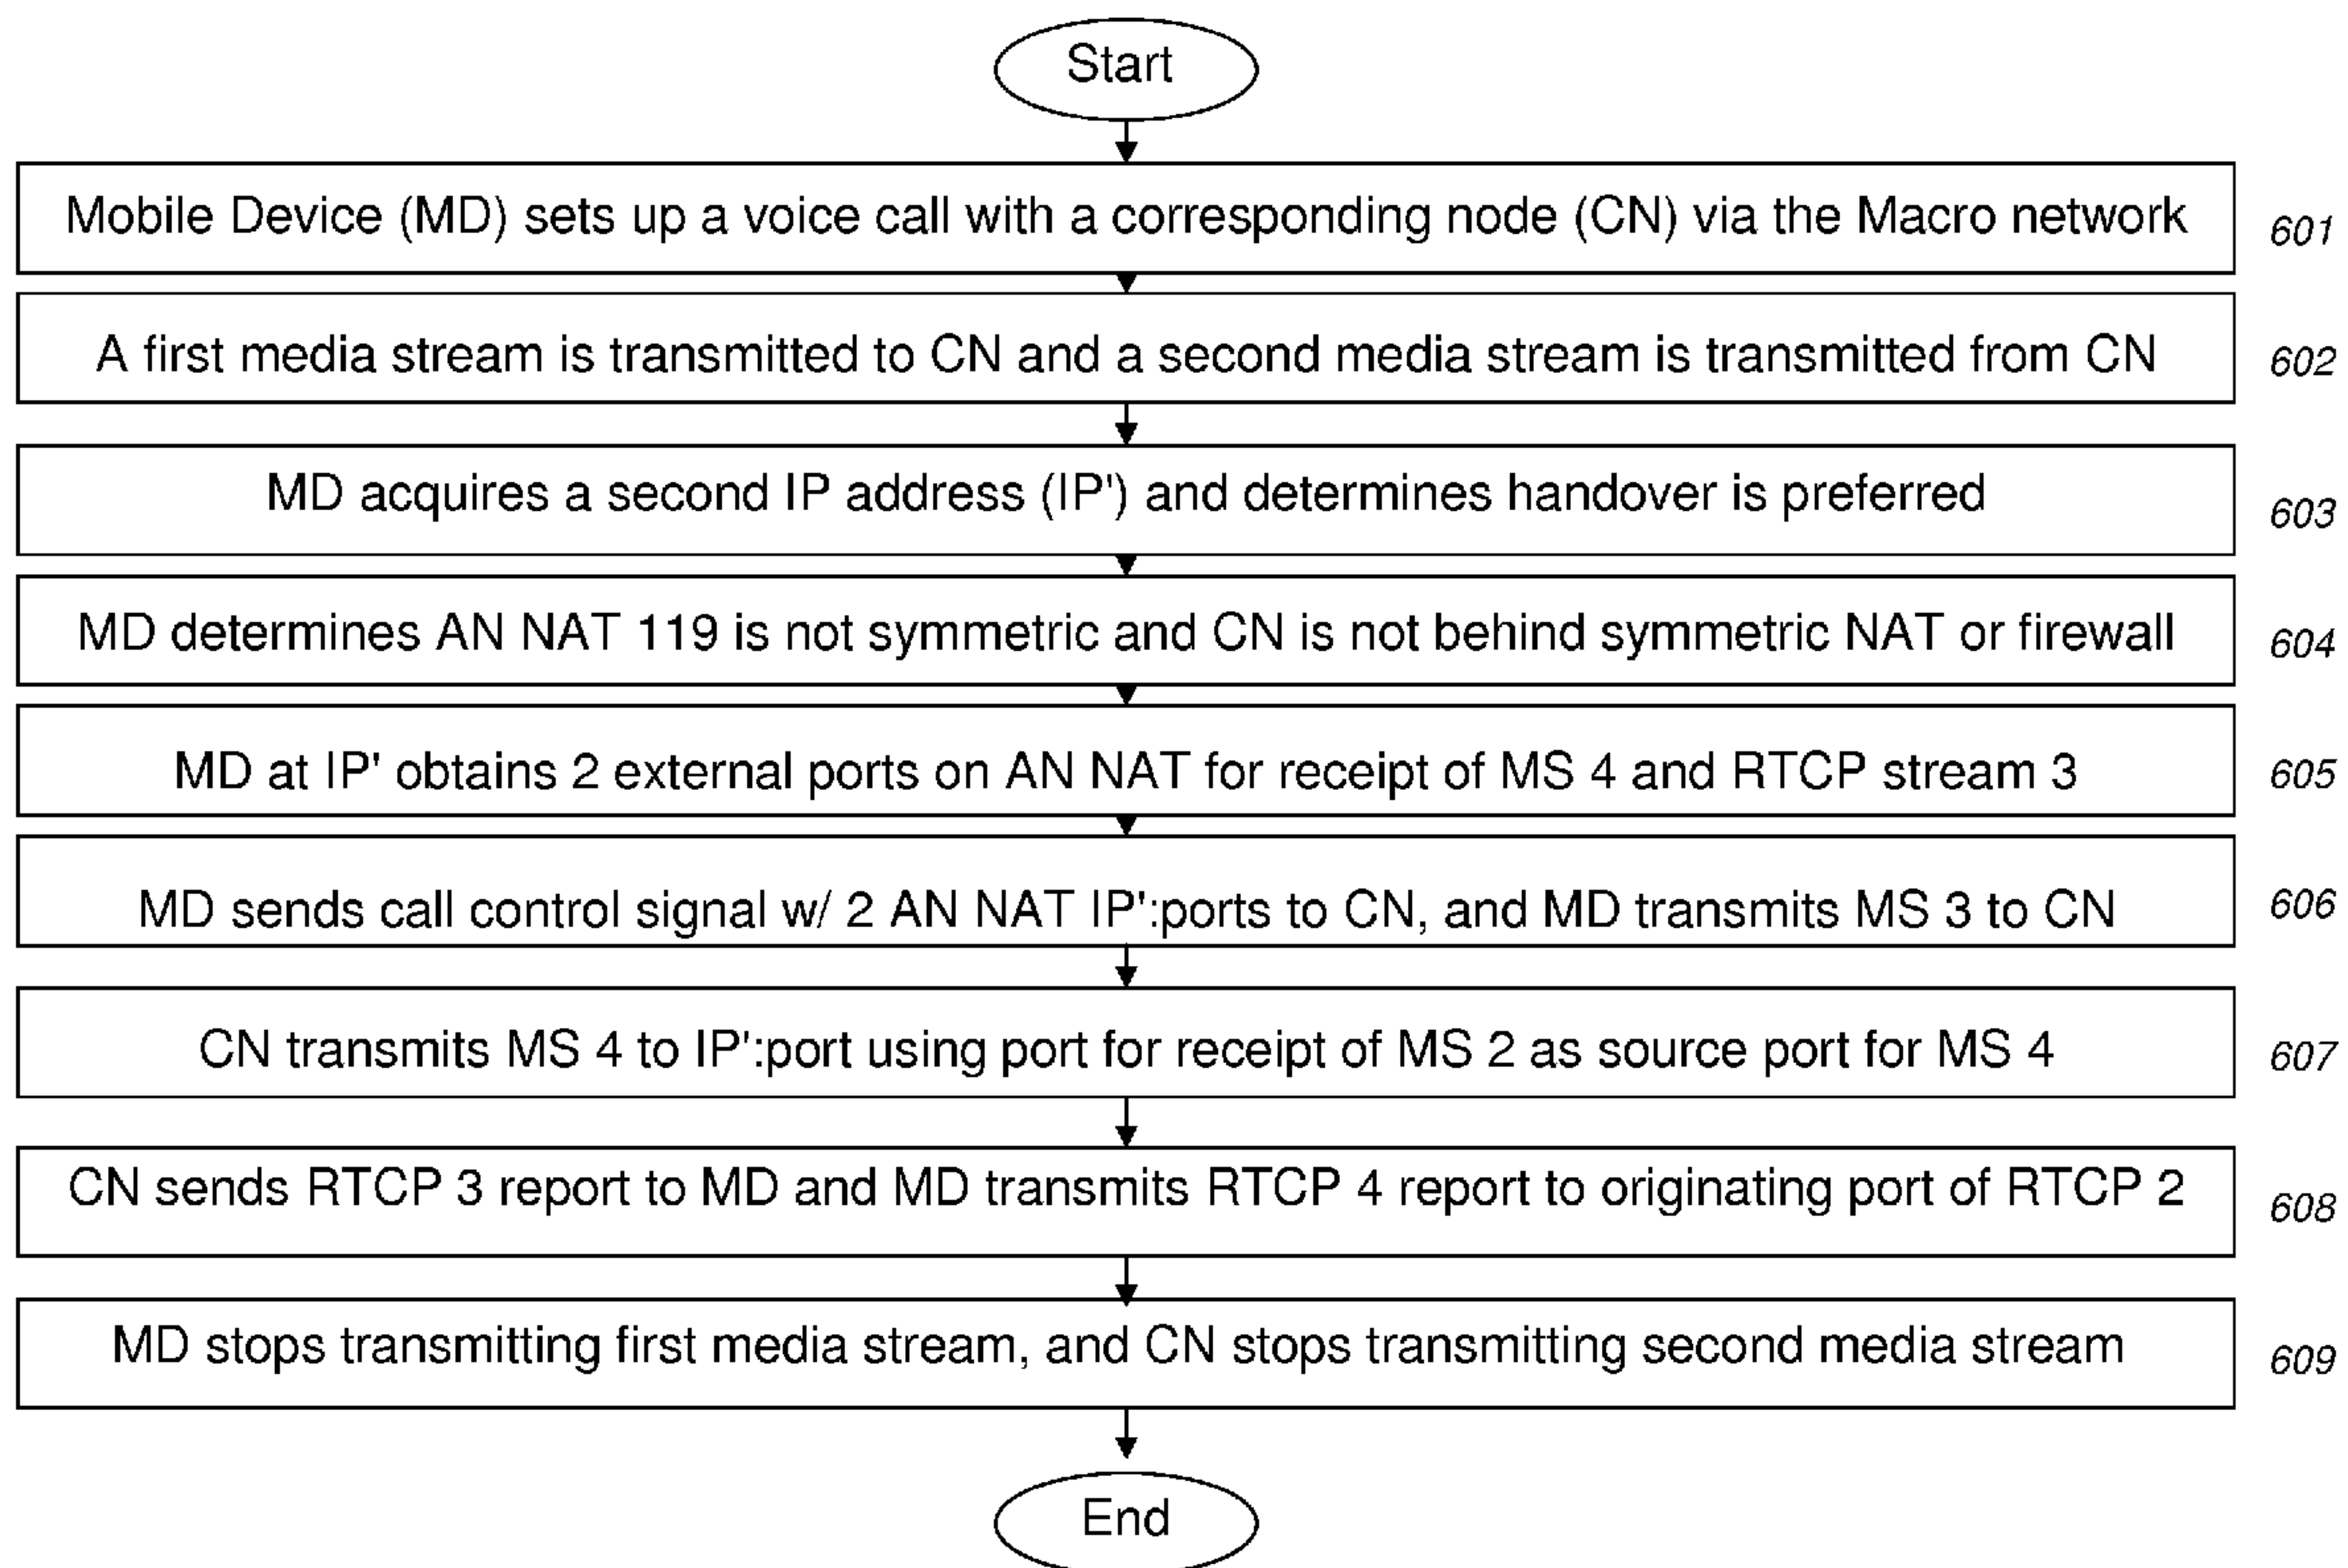 Start
Mobile Device (MD) sets up a voice call with a corresponding node (CN) via the Macro network
601
A first media stream is transmitted to CN and a second media stream is transmitted from CN
602
MD acquires a second IP address (IP') and determines handover is preferred
603
MD determines AN NAT 119 is not symmetric and CN is not behind symmetric NAT or firewall
604
MD at IP' obtains 2 external ports on AN NAT for receipt of MS 4 and RTCP stream 3
605
MD sends call control signal w/ 2 AN NAT IP':ports to CN, and MD transmits MS 3 to CN
606
CN transmits MS 4 to IP':port using port for receipt of MS 2 as source port for MS 4
607
CN sends RTCP 3 report to MD and MD transmits RTCP 4 report to originating port of RTCP 2
608
MD stops transmitting first media stream, and CN stops transmitting second media stream
609
End